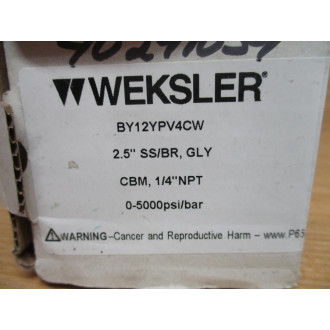 WEKSLER®
BY12YPV4CW
2.5" SS/BR, GLY
CBM, 1/4"NPT
0-5000psi/bar
⚠WARNING–Cancer and Reproductive Harm – www.P65